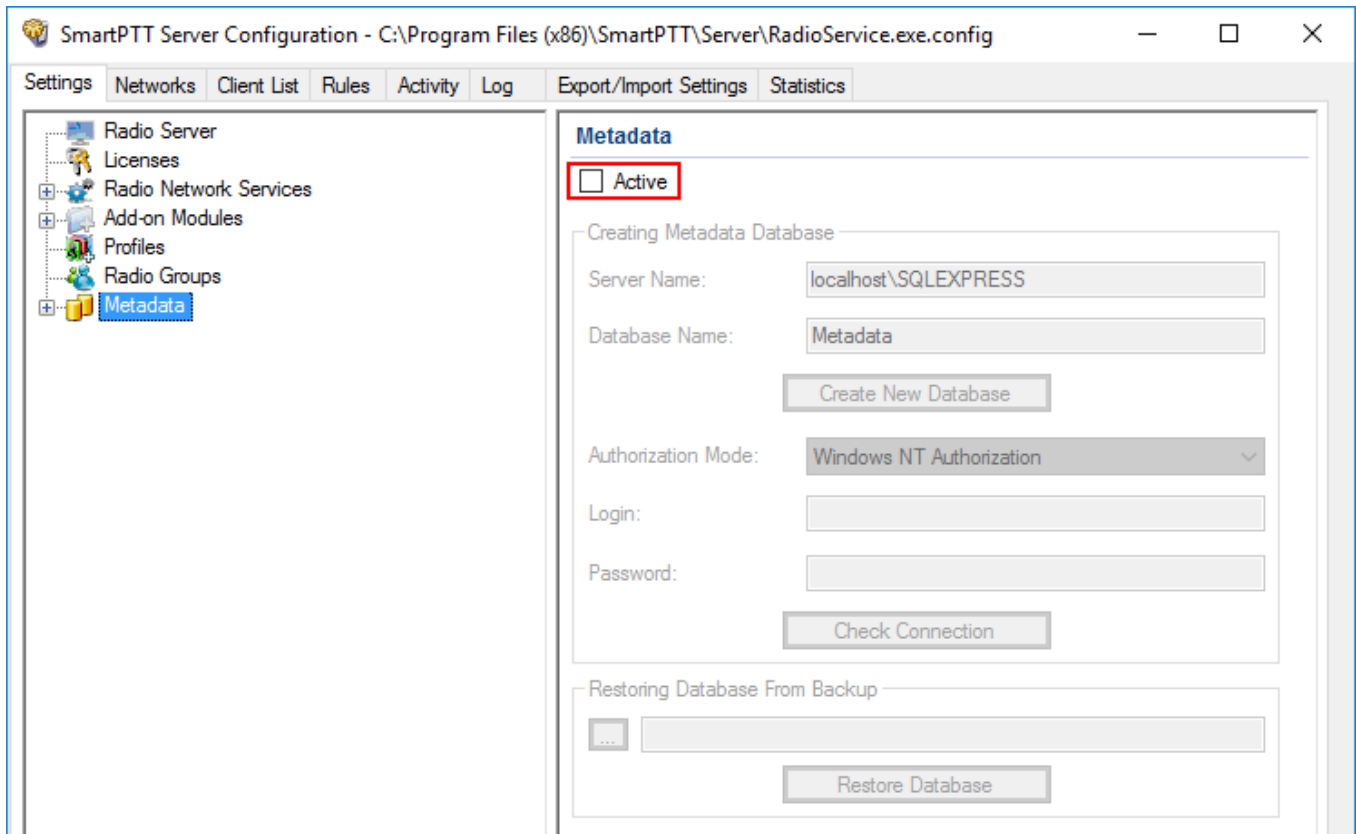 SmartPTT Server Configuration - C:\Program Files (x86)\SmartPTT\Server\RadioService.exe.config
Settings Networks Client List Rules Activity Log Export/Import Settings Statistics
Radio Server
Licenses
Radio Network Services
Add-on Modules
Profiles
Radio Groups
Metadata
Metadata
Active
Creating Metadata Database
Server Name: localhost\SQLEXPRESS
Database Name: Metadata
Create New Database
Authorization Mode: Windows NT Authorization
Login:
Password:
Check Connection
Restoring Database From Backup
...
Restore Database